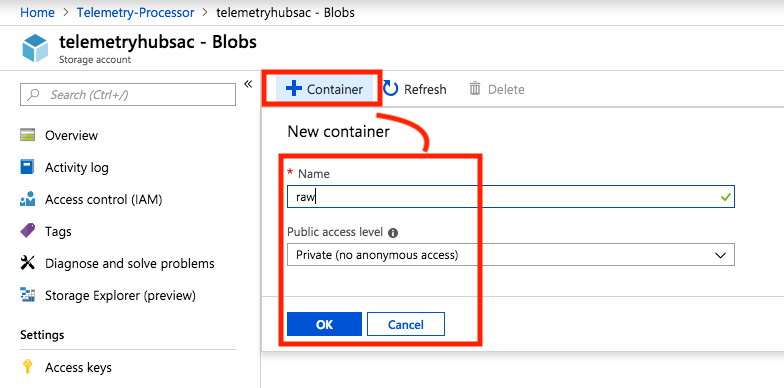 Home > Telemetry-Processor > telemetryhubsac - Blobs
telemetryhubsac - Blobs
Storage account
Search (Ctrl+/)
Overview
Activity log
Access control (IAM)
Tags
Diagnose and solve problems
Storage Explorer (preview)
Settings
Access keys
Container Refresh Delete
New container
* Name
raw
Public access level
Private (no anonymous access)
OK Cancel